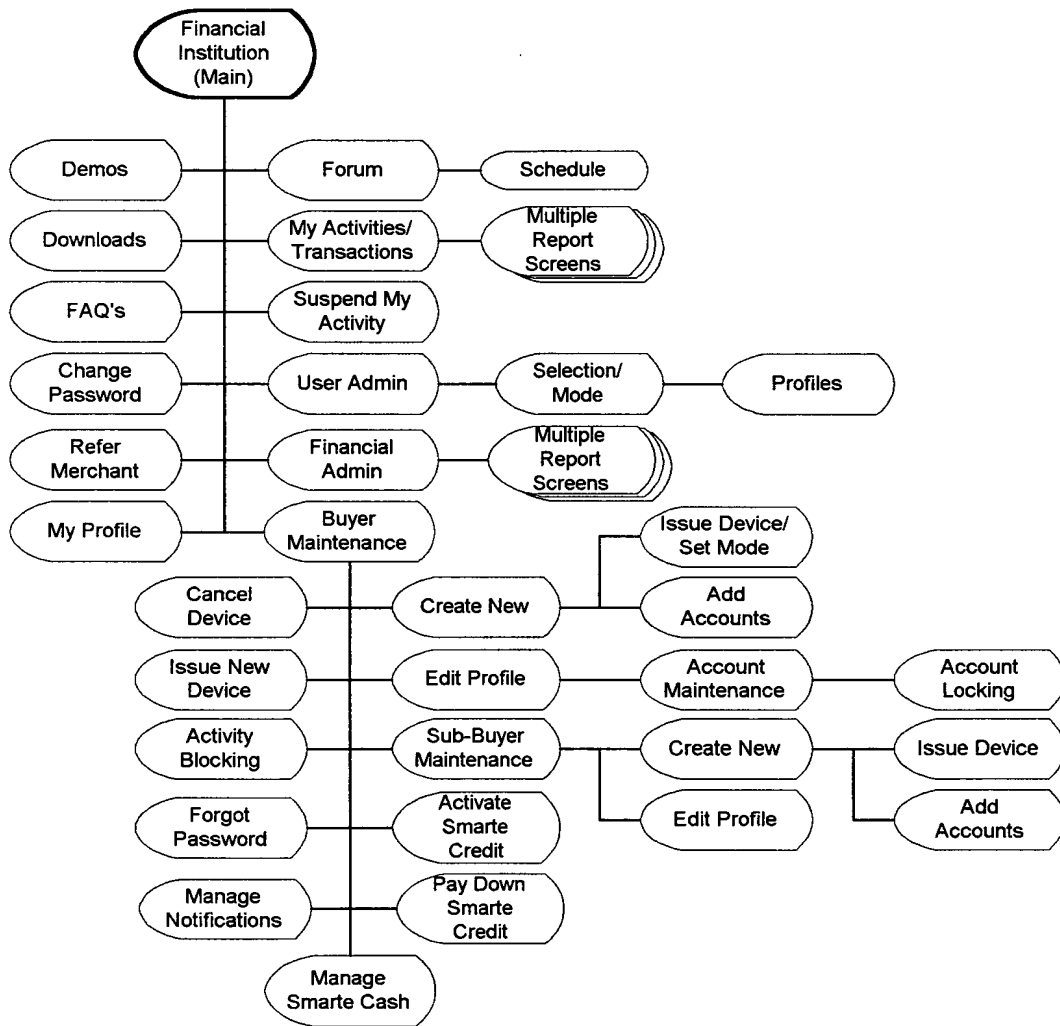 Financial
Institution
(Main)
Demos
Forum
Schedule
Downloads
My Activities/
Transactions
Multiple
Report
Screens
FAQ's
Suspend My
Activity
Change
Password
User Admin
Selection/
Mode
Profiles
Refer
Merchant
Financial
Admin
Multiple
Report
Screens
My Profile
Buyer
Maintenance
Issue Device/
Set Mode
Cancel
Device
Create New
Add
Accounts
Issue New
Device
Edit Profile
Account
Maintenance
Account
Locking
Activity
Blocking
Sub-Buyer
Maintenance
Create New
Issue Device
Forgot
Password
Activate
Smarte
Credit
Edit Profile
Add
Accounts
Manage
Notifications
Pay Down
Smarte
Credit
Manage
Smarte Cash